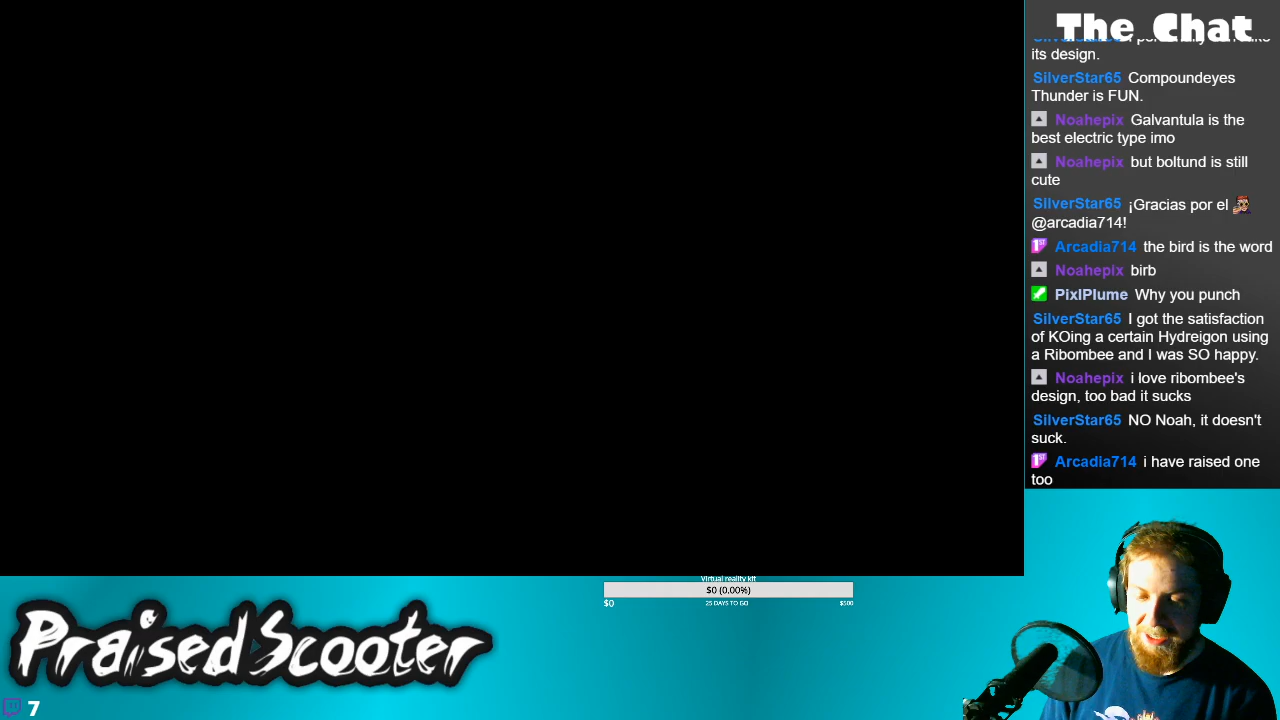 The Chat
its design.
SilverStar65 Compoundeyes
Thunder is FUN.
Noahepix Galvantula is the
best electric type imo
Noahepix but boltund is still
cute
SilverStar65 ¡Gracias por el
@arcadia714!
1ST Arcadia714 the bird is the word
Noahepix birb
PixlPlume Why you punch
SilverStar65 I got the satisfaction
of KOing a certain Hydreigon using
a Ribombee and I was SO happy.
Noahepix i love ribombee's
design, too bad it sucks
SilverStar65 NO Noah, it doesn't
suck.
1ST Arcadia714 i have raised one
too
Virtual reality kit
$0 (0.00%)
$0 25 DAYS TO GO $500
PraisedScooter
7